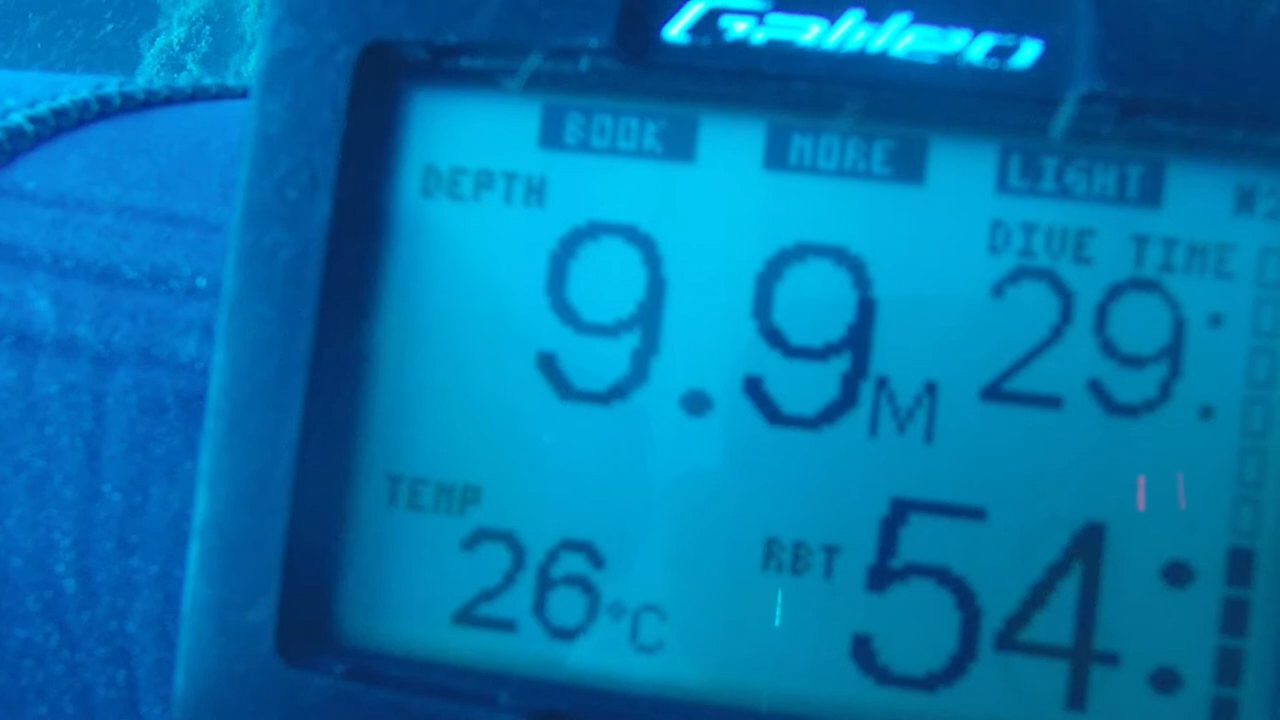 Galileo
BOOK MORE LIGHT
DEPTH DIVE TIME
9.9M 29:
TEMP
26°C RBT 54: